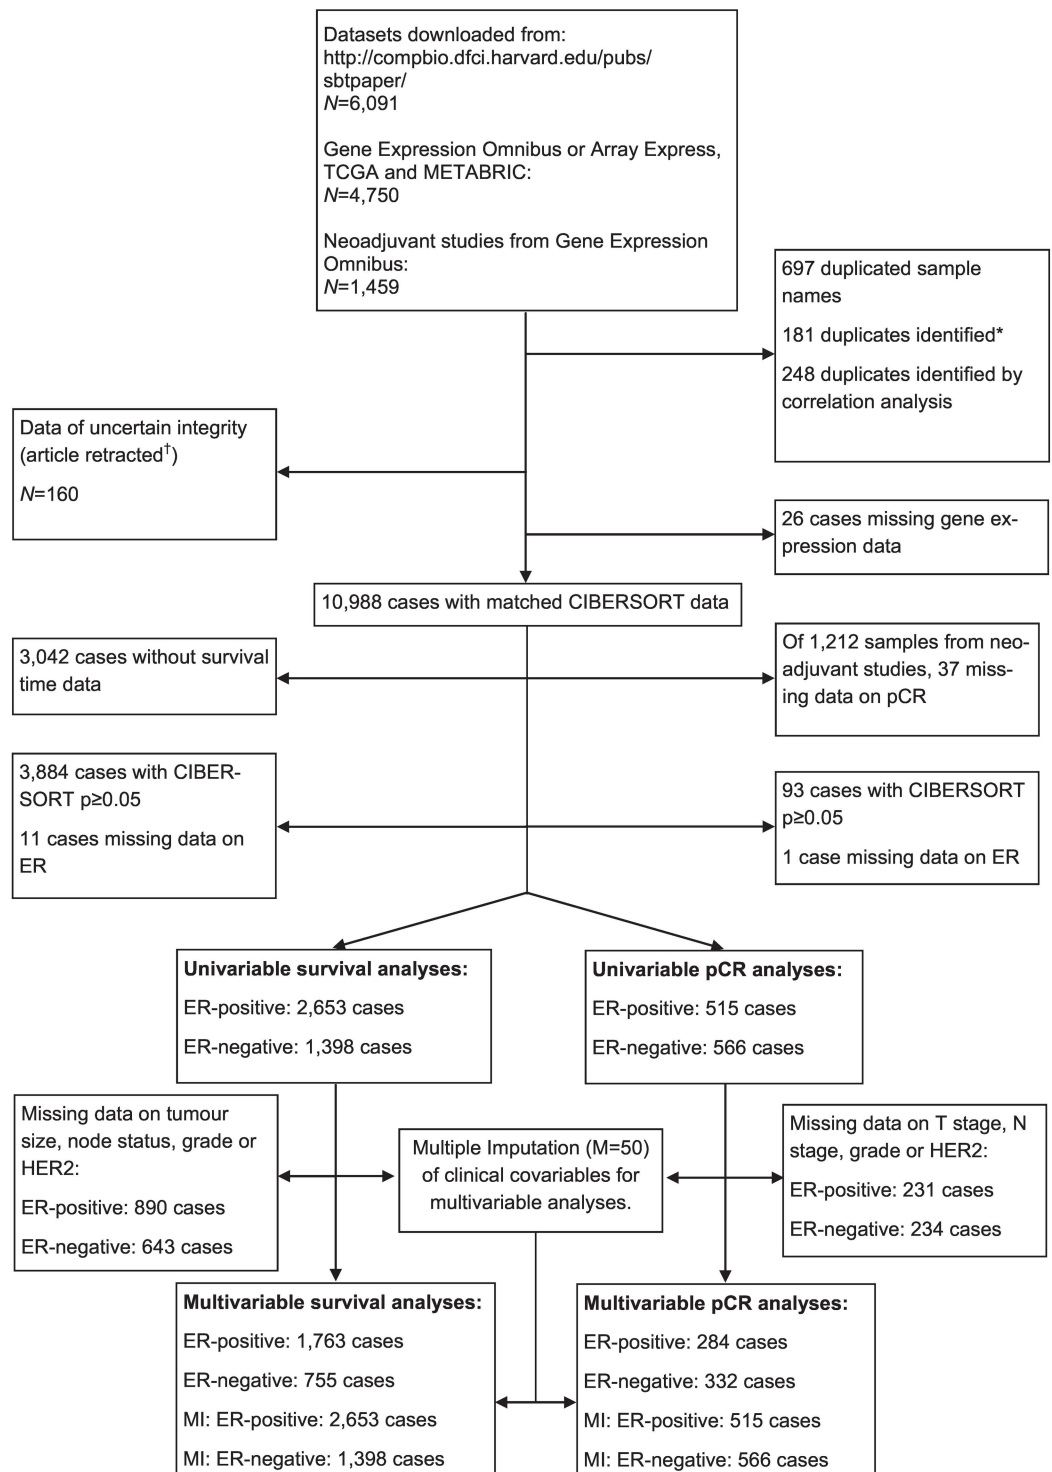 Datasets downloaded from:
http://compbio.dfci.harvard.edu/pubs/
sbtpaper/
N=6,091
Gene Expression Omnibus or Array Express,
TCGA and METABRIC:
N=4,750
Neoadjuvant studies from Gene Expression
Omnibus:
N=1,459
697 duplicated sample
names
181 duplicates identified*
248 duplicates identified by
correlation analysis
Data of uncertain integrity
(article retracted†)
N=160
26 cases missing gene ex-
pression data
10,988 cases with matched CIBERSORT data
3,042 cases without survival
time data
Of 1,212 samples from neo-
adjuvant studies, 37 miss-
ing data on pCR
3,884 cases with CIBER-
SORT p≥0.05
11 cases missing data on
ER
93 cases with CIBERSORT
p≥0.05
1 case missing data on ER
Univariable survival analyses:
ER-positive: 2,653 cases
ER-negative: 1,398 cases
Univariable pCR analyses:
ER-positive: 515 cases
ER-negative: 566 cases
Missing data on tumour
size, node status, grade or
HER2:
ER-positive: 890 cases
ER-negative: 643 cases
Multiple Imputation (M=50)
of clinical covariables for
multivariable analyses.
Missing data on T stage, N
stage, grade or HER2:
ER-positive: 231 cases
ER-negative: 234 cases
Multivariable survival analyses:
ER-positive: 1,763 cases
ER-negative: 755 cases
MI: ER-positive: 2,653 cases
MI: ER-negative: 1,398 cases
Multivariable pCR analyses:
ER-positive: 284 cases
ER-negative: 332 cases
MI: ER-positive: 515 cases
MI: ER-negative: 566 cases